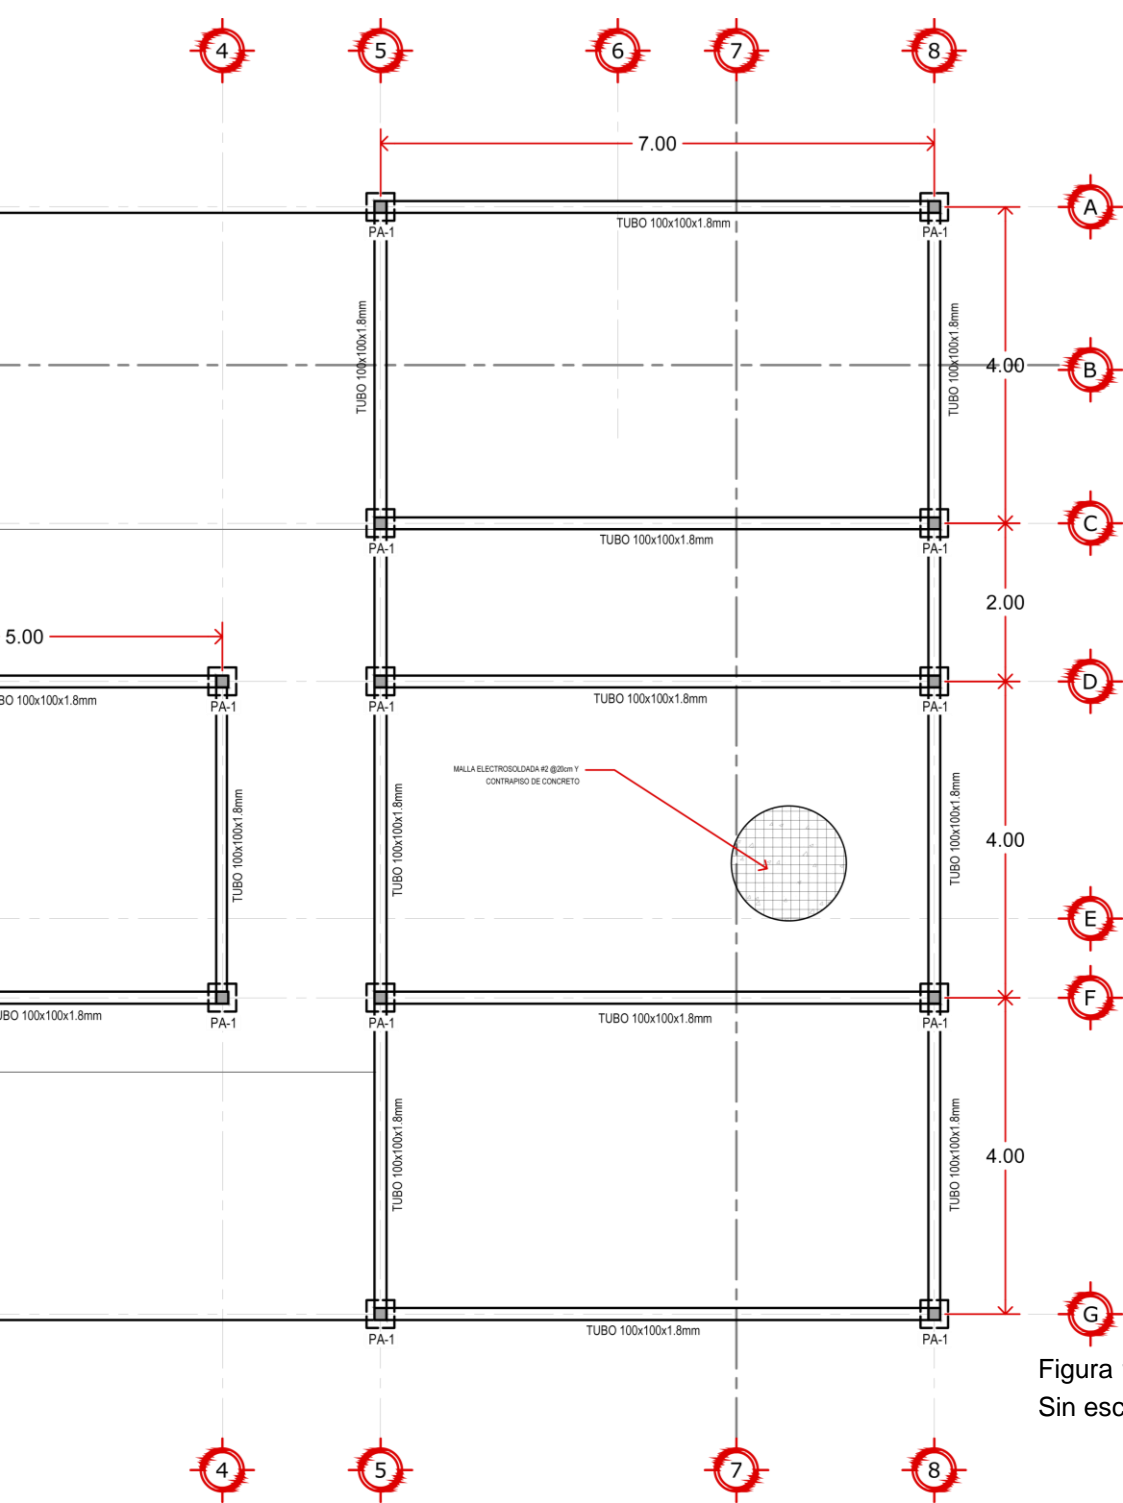 4 5 6 7 8
7.00
A
TUBO 100x100x1.8mm
PA-1 PA-1
TUBO 100x100x1.8mm
TUBO 100x100x1.8mm
4.00
B
C
TUBO 100x100x1.8mm
PA-1 PA-1
2.00
5.00
D
BO 100x100x1.8mm
TUBO 100x100x1.8mm
PA-1 PA-1 PA-1
MALLA ELECTROSOLDADA #2 @20cm Y
CONTRAPISO DE CONCRETO
TUBO 100x100x1.8mm
TUBO 100x100x1.8mm
TUBO 100x100x1.8mm
4.00
E
F
UBO 100x100x1.8mm
TUBO 100x100x1.8mm
PA-1 PA-1 PA-1
TUBO 100x100x1.8mm
TUBO 100x100x1.8mm
4.00
G
TUBO 100x100x1.8mm
PA-1 PA-1
Figura
Sin esc
4 5 7 8